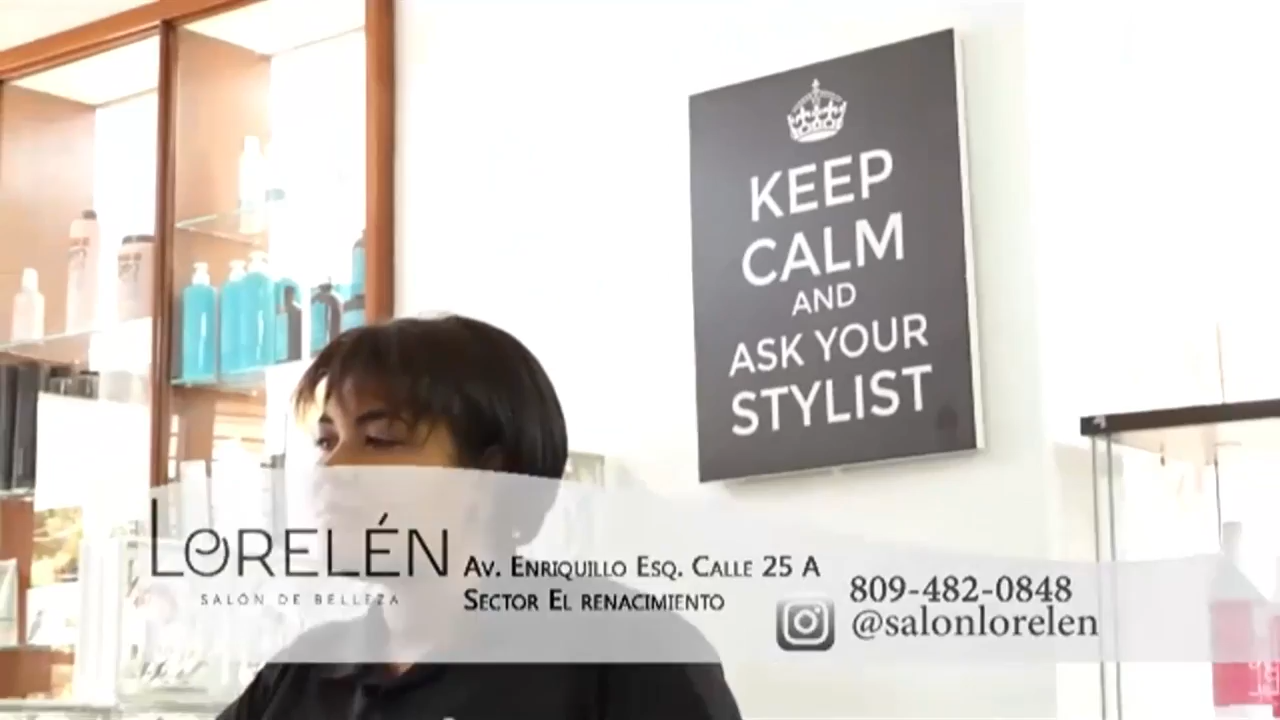 KEEP
CALM
AND
ASK YOUR
STYLIST
LORELÉN
SALÓN DE BELLEZA
Av. Enriquillo Esq. Calle 25 A
Sector El renacimiento
809-482-0848
@salonlorelen